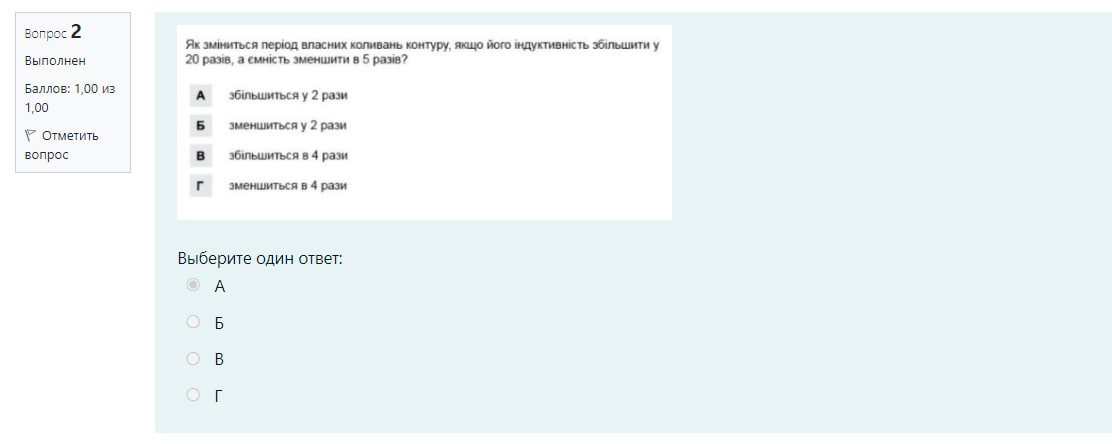 Вопрос 2
Выполнен
Баллов: 1,00 из
1,00
Отметить
вопрос
Як зміниться період власних коливань контуру, якщо його індуктивність збільшити у
20 разів, а ємність зменшити в 5 разів?
А збільшиться у 2 рази
Б зменшиться у 2 рази
В збільшиться в 4 рази
Г зменшиться в 4 рази
Выберите один ответ:
А
Б
В
Г